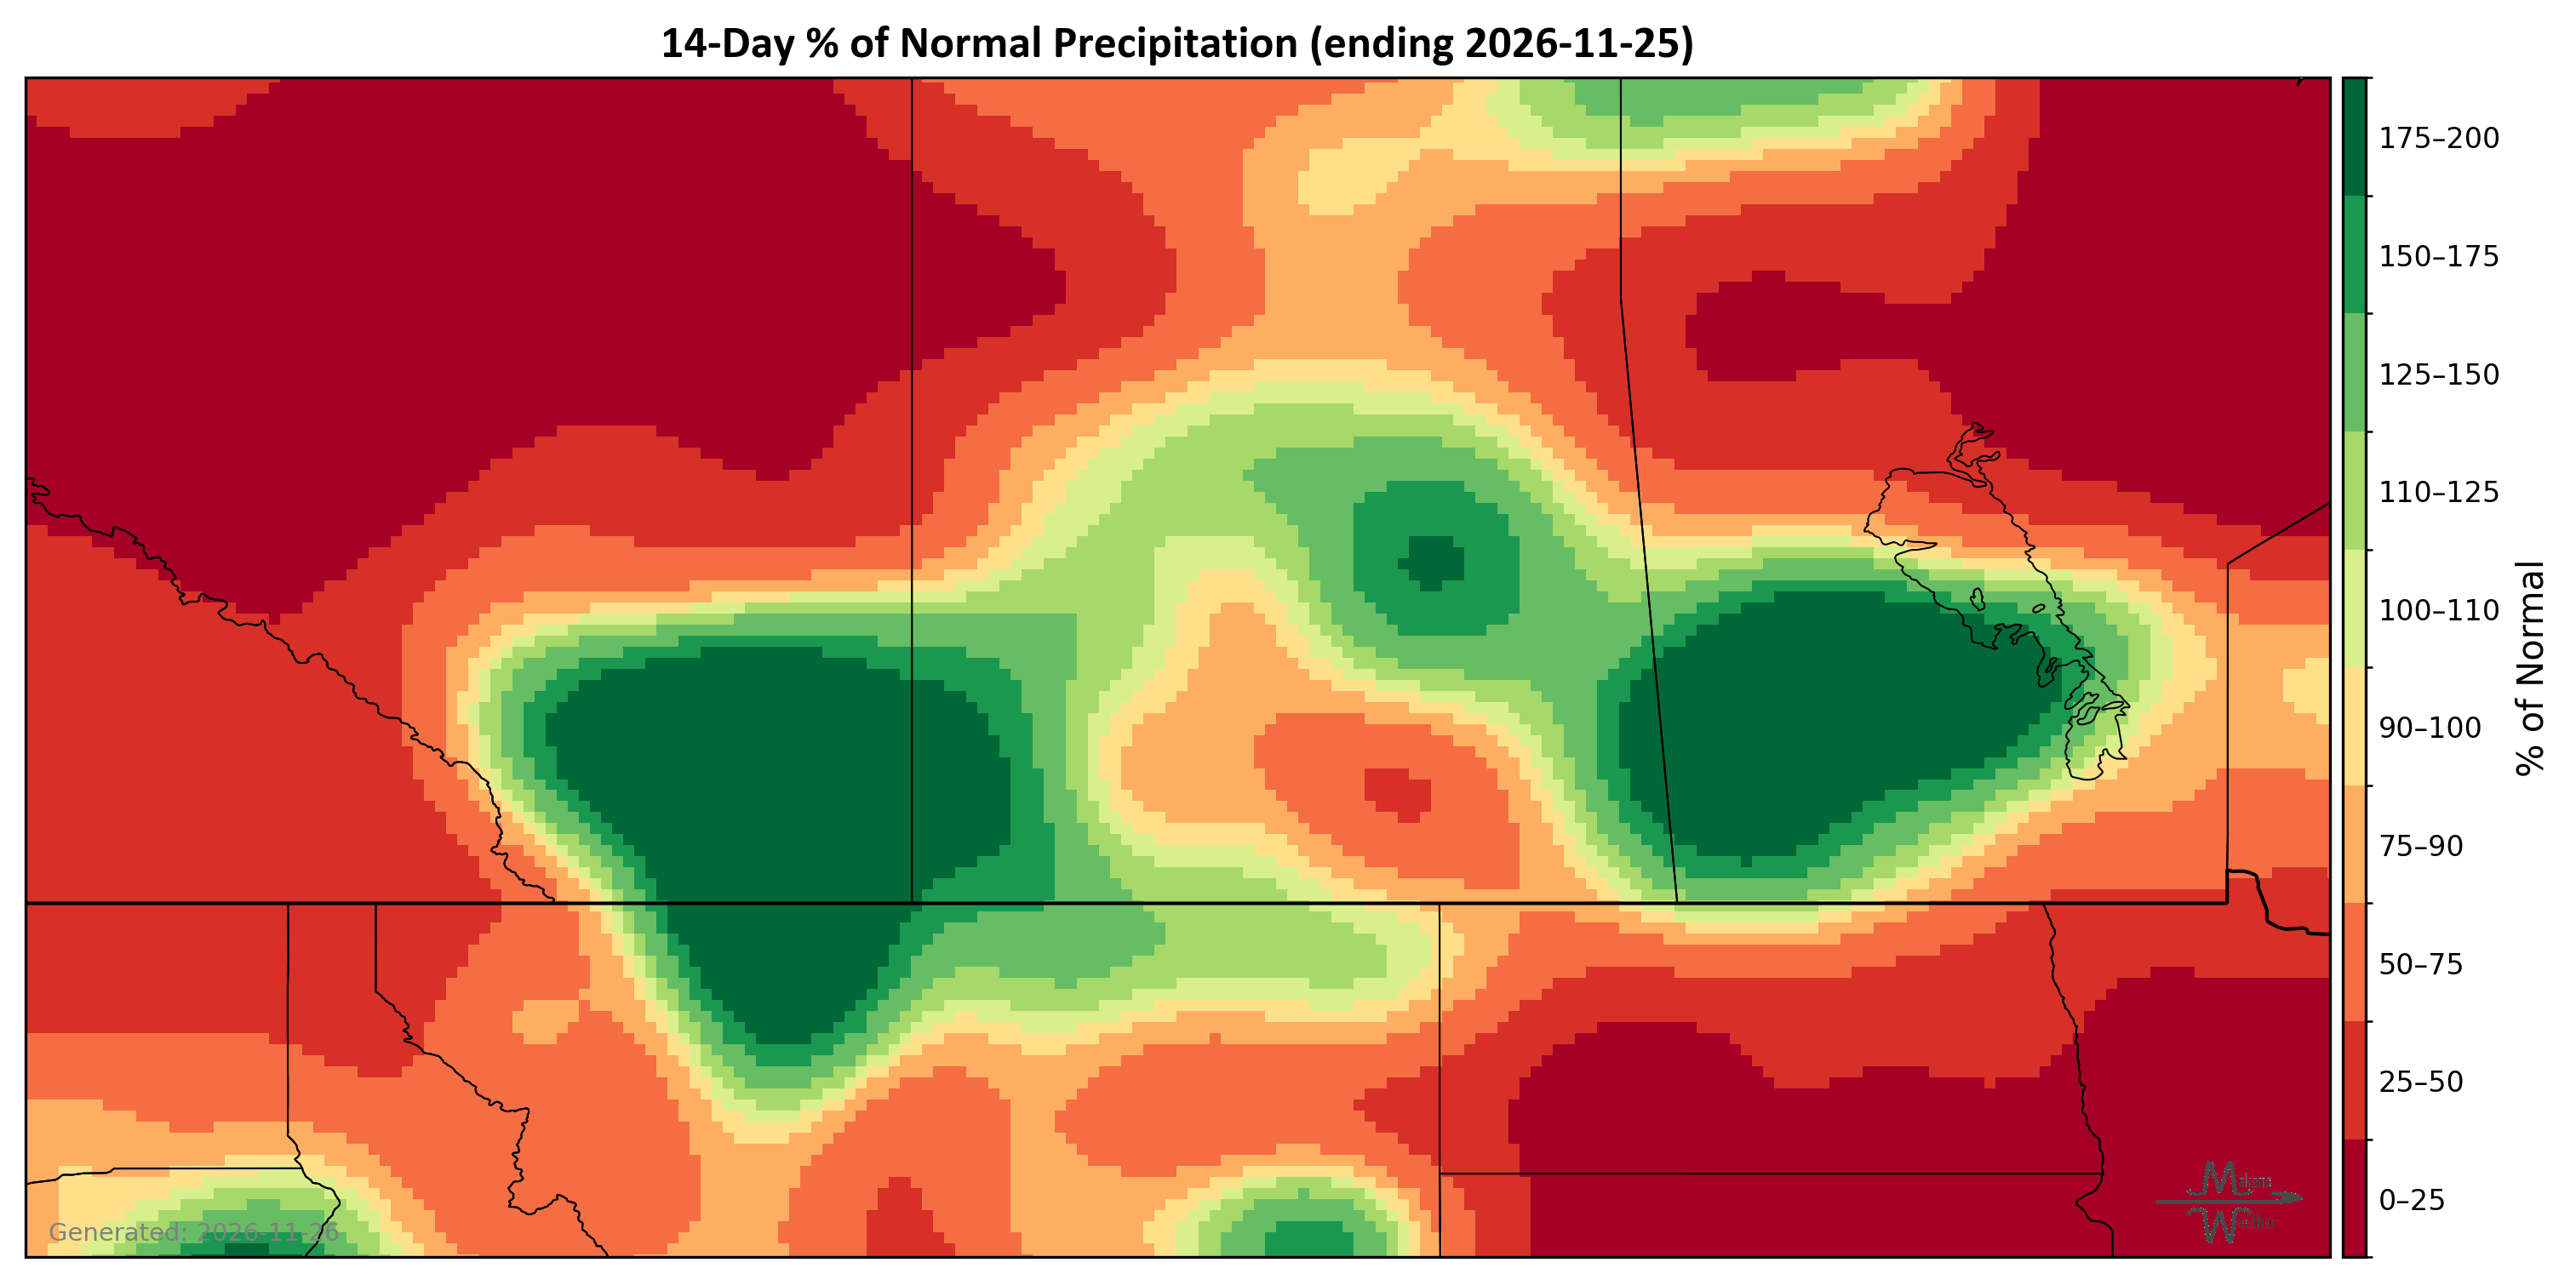 14-Day % of Normal Precipitation (ending 2026-11-25)
175–200
150–175
125–150
110–125
100–110
90–100
75–90
50–75
25–50
0–25
% of Normal
Generated: 2026-11-26
Weather